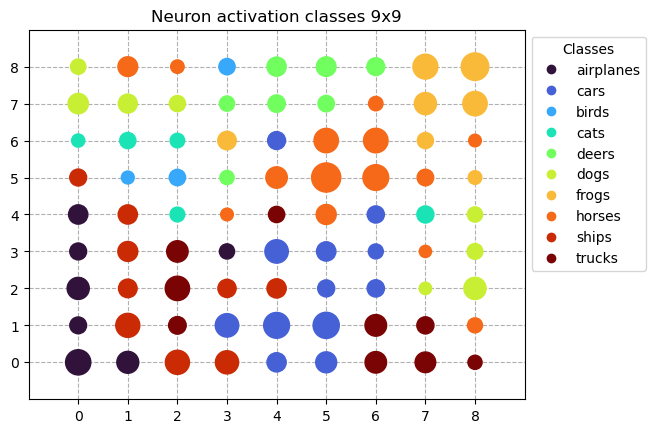 Neuron activation classes 9x9
8
7
6
5
4
3
2
1
0
0 1 2 3 4 5 6 7 8
Classes
airplanes
cars
birds
cats
deers
dogs
frogs
horses
ships
trucks